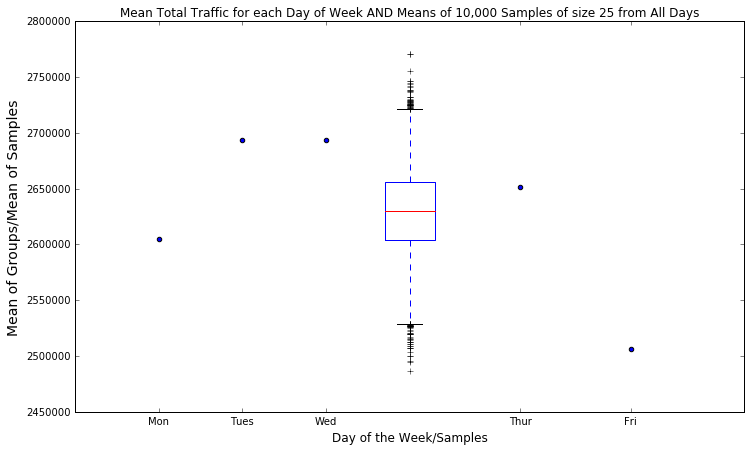 Mean Total Traffic for each Day of Week AND Means of 10,000 Samples of size 25 from All Days
Mean of Groups/Mean of Samples
2800000
2750000
2700000
2650000
2600000
2550000
2500000
2450000
Mon Tues Wed Thur Fri
Day of the Week/Samples